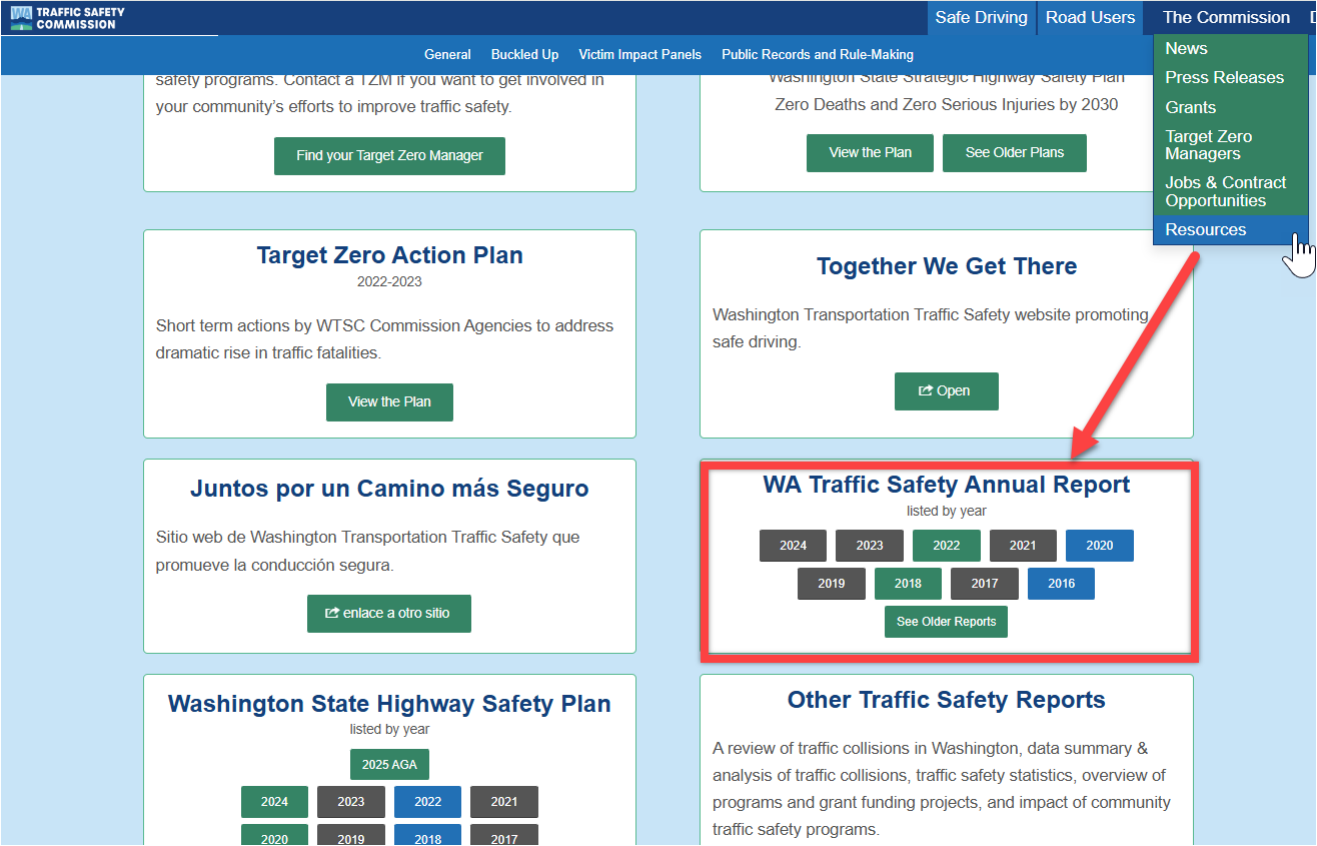 WA TRAFFIC SAFETY
COMMISSION
Safe Driving
Road Users
The Commission
General
Buckled Up
Victim Impact Panels
Public Records and Rule-Making
News
Press Releases
Grants
Target Zero
Managers
Jobs & Contract
Opportunities
Resources
safety programs. Contact a TZM if you want to get involved in
your community's efforts to improve traffic safety.
Find your Target Zero Manager
Washington State Strategic Highway Safety Plan
Zero Deaths and Zero Serious Injuries by 2030
View the Plan
See Older Plans
Target Zero Action Plan
2022-2023
Short term actions by WTSC Commission Agencies to address
dramatic rise in traffic fatalities.
View the Plan
Together We Get There
Washington Transportation Traffic Safety website promoting
safe driving.
Open
Juntos por un Camino más Seguro
Sitio web de Washington Transportation Traffic Safety que
promueve la conducción segura.
enlace a otro sitio
WA Traffic Safety Annual Report
listed by year
2024 2023 2022 2021 2020
2019 2018 2017 2016
See Older Reports
Washington State Highway Safety Plan
listed by year
2025 AGA
2024 2023 2022 2021
2020 2019 2018 2017
Other Traffic Safety Reports
A review of traffic collisions in Washington, data summary &
analysis of traffic collisions, traffic safety statistics, overview of
programs and grant funding projects, and impact of community
traffic safety programs.